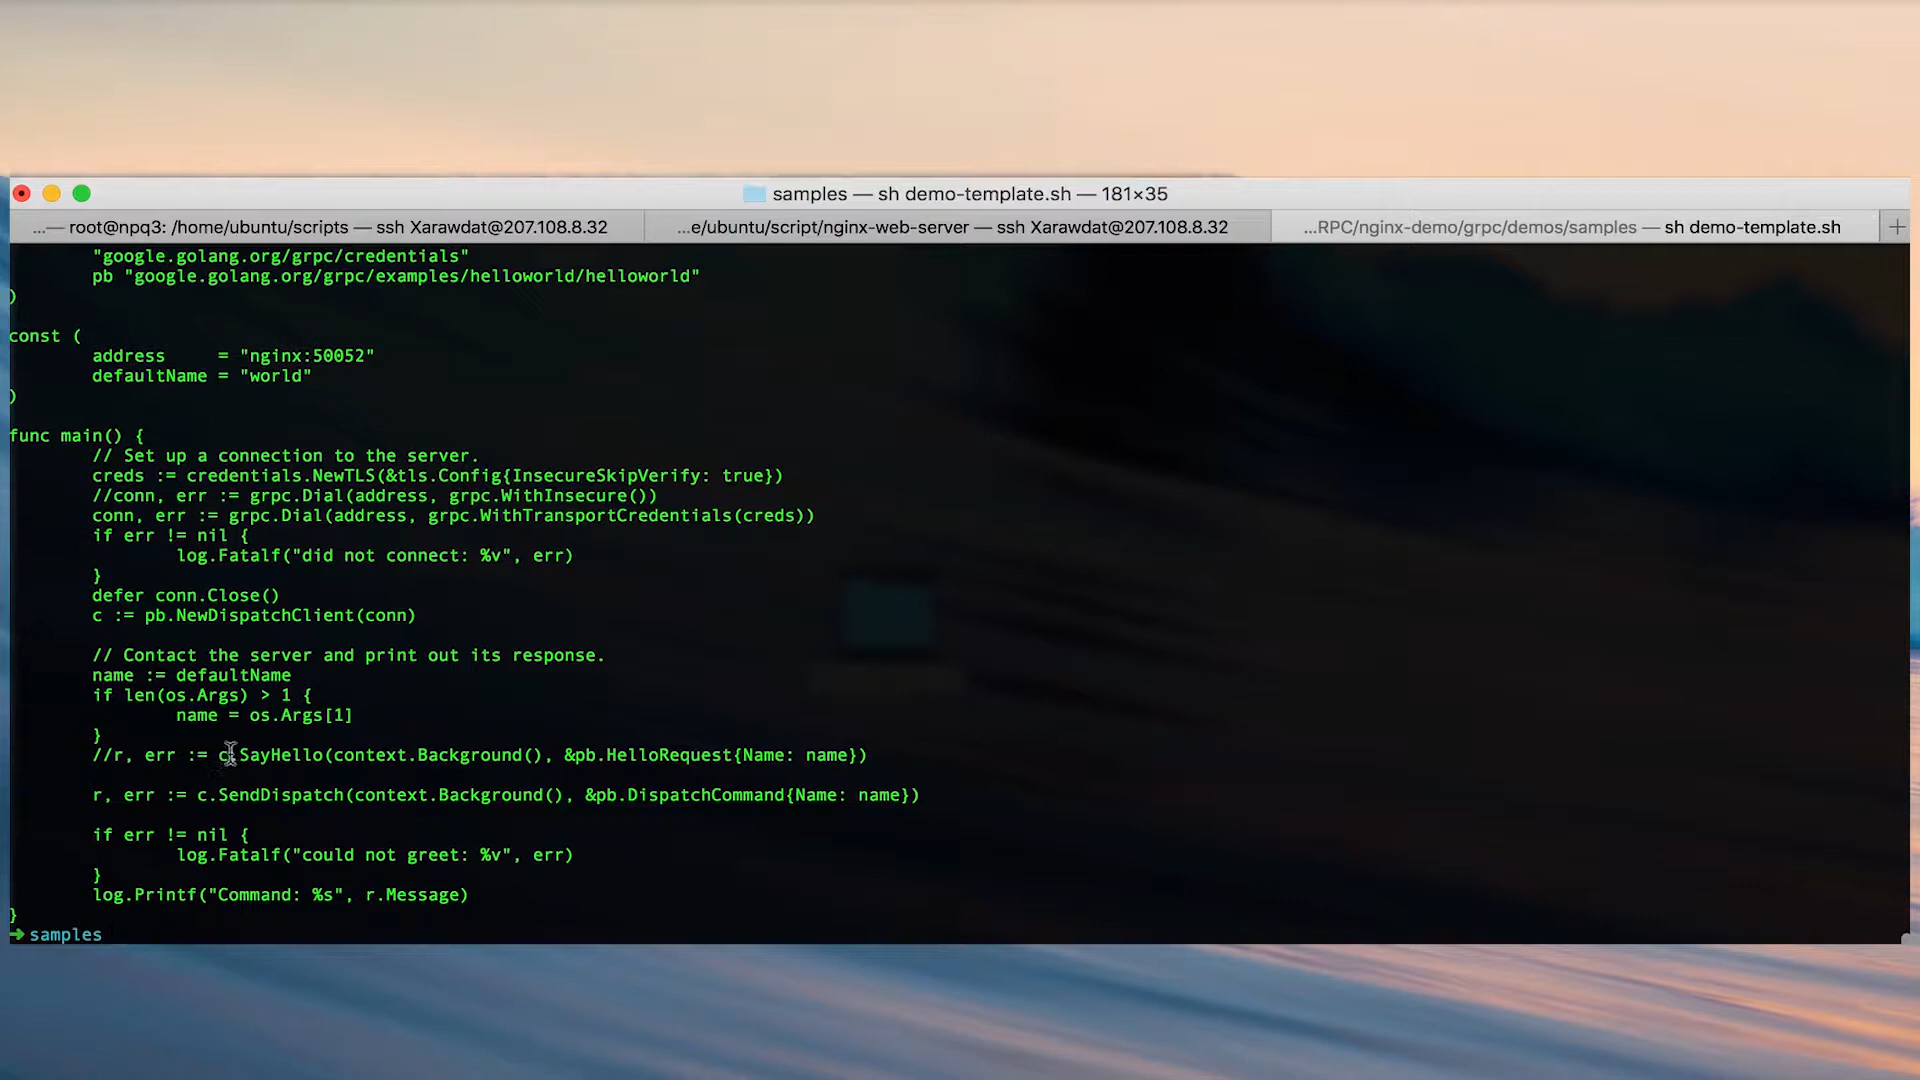 samples — sh demo-template.sh — 181×35
...— root@npq3: /home/ubuntu/scripts — ssh Xarawdat@207.108.8.32
...e/ubuntu/script/nginx-web-server — ssh Xarawdat@207.108.8.32
...RPC/nginx-demo/grpc/demos/samples — sh demo-template.sh
"google.golang.org/grpc/credentials"
pb "google.golang.org/grpc/examples/helloworld/helloworld"
)
const (
address = "nginx:50052"
defaultName = "world"
)
func main() {
// Set up a connection to the server.
creds := credentials.NewTLS(&tls.Config{InsecureSkipVerify: true})
//conn, err := grpc.Dial(address, grpc.WithInsecure())
conn, err := grpc.Dial(address, grpc.WithTransportCredentials(creds))
if err != nil {
log.Fatalf("did not connect: %v", err)
}
defer conn.Close()
c := pb.NewDispatchClient(conn)
// Contact the server and print out its response.
name := defaultName
if len(os.Args) > 1 {
name = os.Args[1]
}
//r, err := c.SayHello(context.Background(), &pb.HelloRequest{Name: name})
r, err := c.SendDispatch(context.Background(), &pb.DispatchCommand{Name: name})
if err != nil {
log.Fatalf("could not greet: %v", err)
}
log.Printf("Command: %s", r.Message)
}
➜ samples